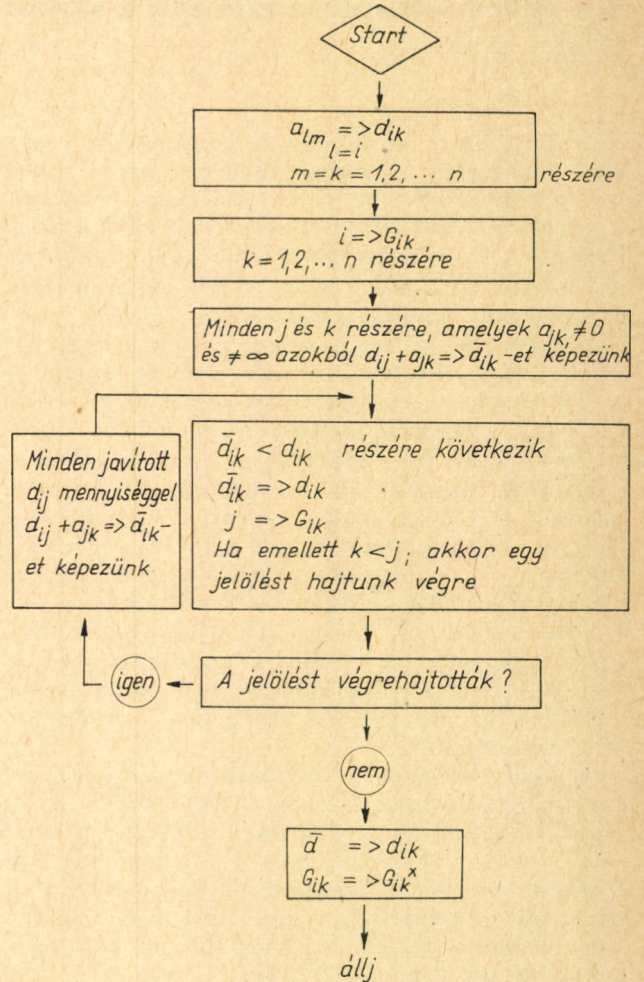 Start
a_lm => d_ik
l=i
m=k=1,2,... n részére
i => G_ik
k=1,2,... n részére
Minden j és k részére, amelyek a_jk ≠ 0
és ≠ ∞ azokból d_ij + a_jk => d̄_ik -et képezünk
d̄_ik < d_ik részére következik
d̄_ik => d_ik
j => G_ik
Ha emellett k < j; akkor egy
jelölést hajtunk végre
Minden javított
d_ij mennyiséggel
d_ij + a_jk => d̄_ik -
et képezünk
A jelölést végrehajtották?
igen
nem
d̄ => d_ik
G_ik => G_ik^x
állj